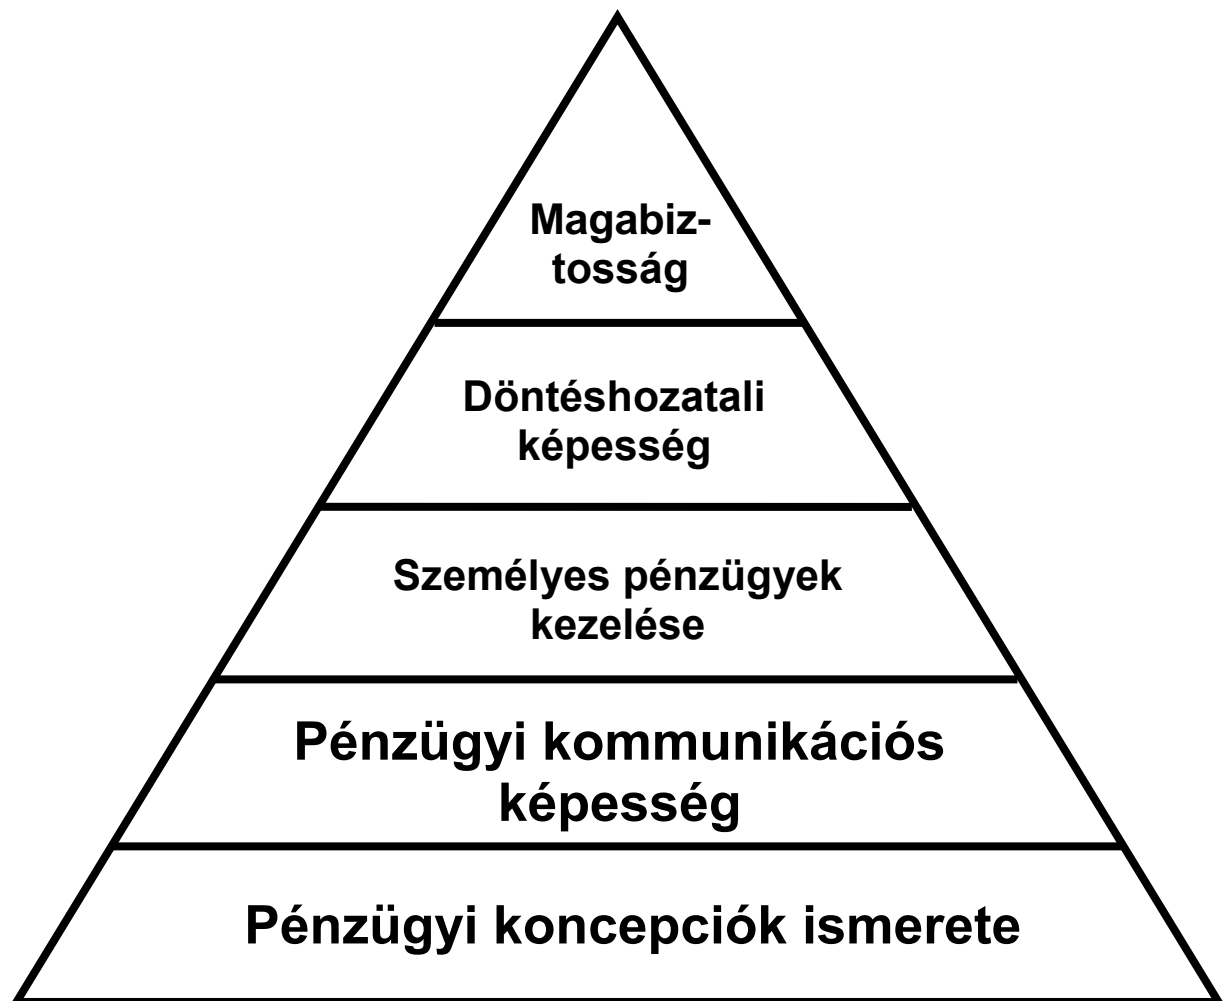 Magabiz-
tosság
Döntéshozatali
képesség
Személyes pénzügyek
kezelése
Pénzügyi kommunikációs
képesség
Pénzügyi koncepciók ismerete